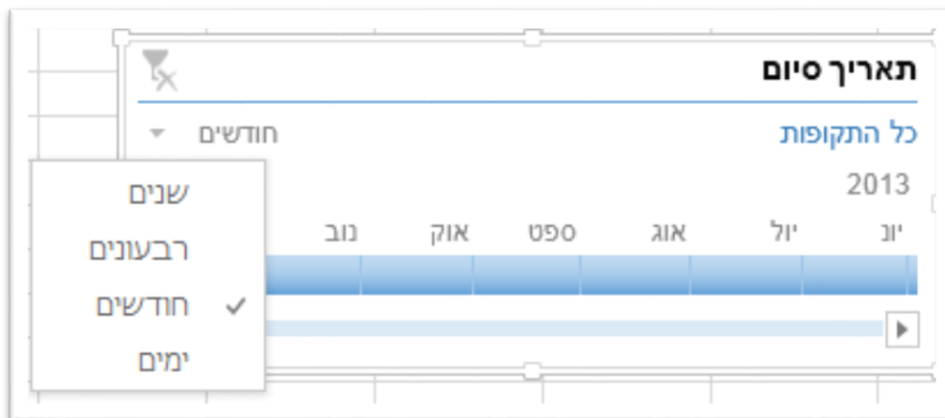 תאריך סיום
כל התקופות חודשים
2013
יונ יול אוג ספט אוק נוב
שנים
רבעונים
חודשים
ימים